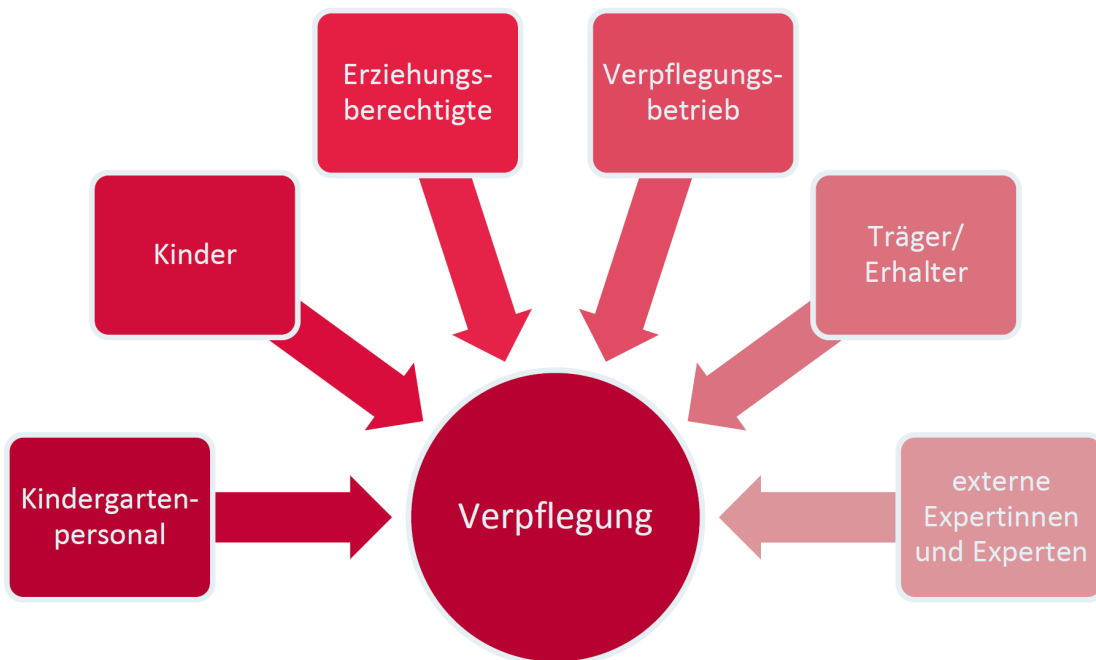 Erziehungs-
berechtigte
Verpflegungs-
betrieb
Kinder
Träger/
Erhalter
Kindergarten-
personal
Verpflegung
externe
Expertinnen
und Experten